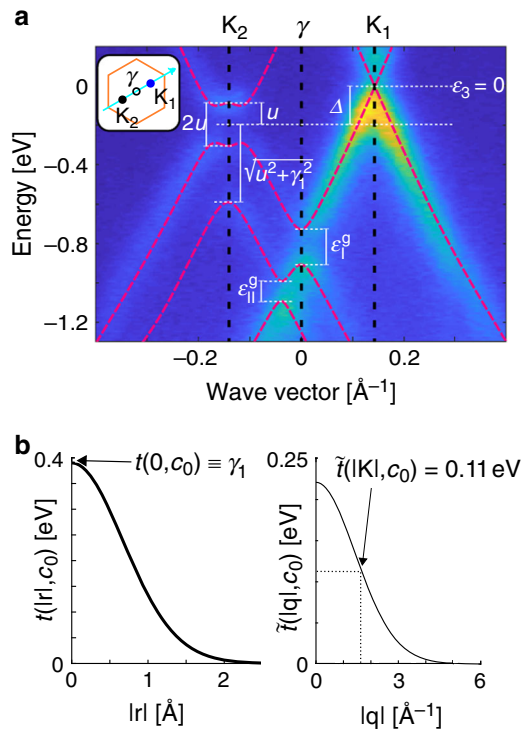 a
K₂ γ K₁
γ
K₁
K₂
0
−0.4
−0.8
−1.2
Energy [eV]
2u
u
√u²+γ₁²
Δ
ε₃ = 0
ε_I^g
ε_II^g
−0.2 0 0.2
Wave vector [Å⁻¹]
b
0.4
t(0,c₀) ≡ γ₁
t(|r|,c₀) [eV]
0
0 1 2
|r| [Å]
0.25
t̃(|K|,c₀) = 0.11 eV
t̃(|q|,c₀) [eV]
0
0 3 6
|q| [Å⁻¹]